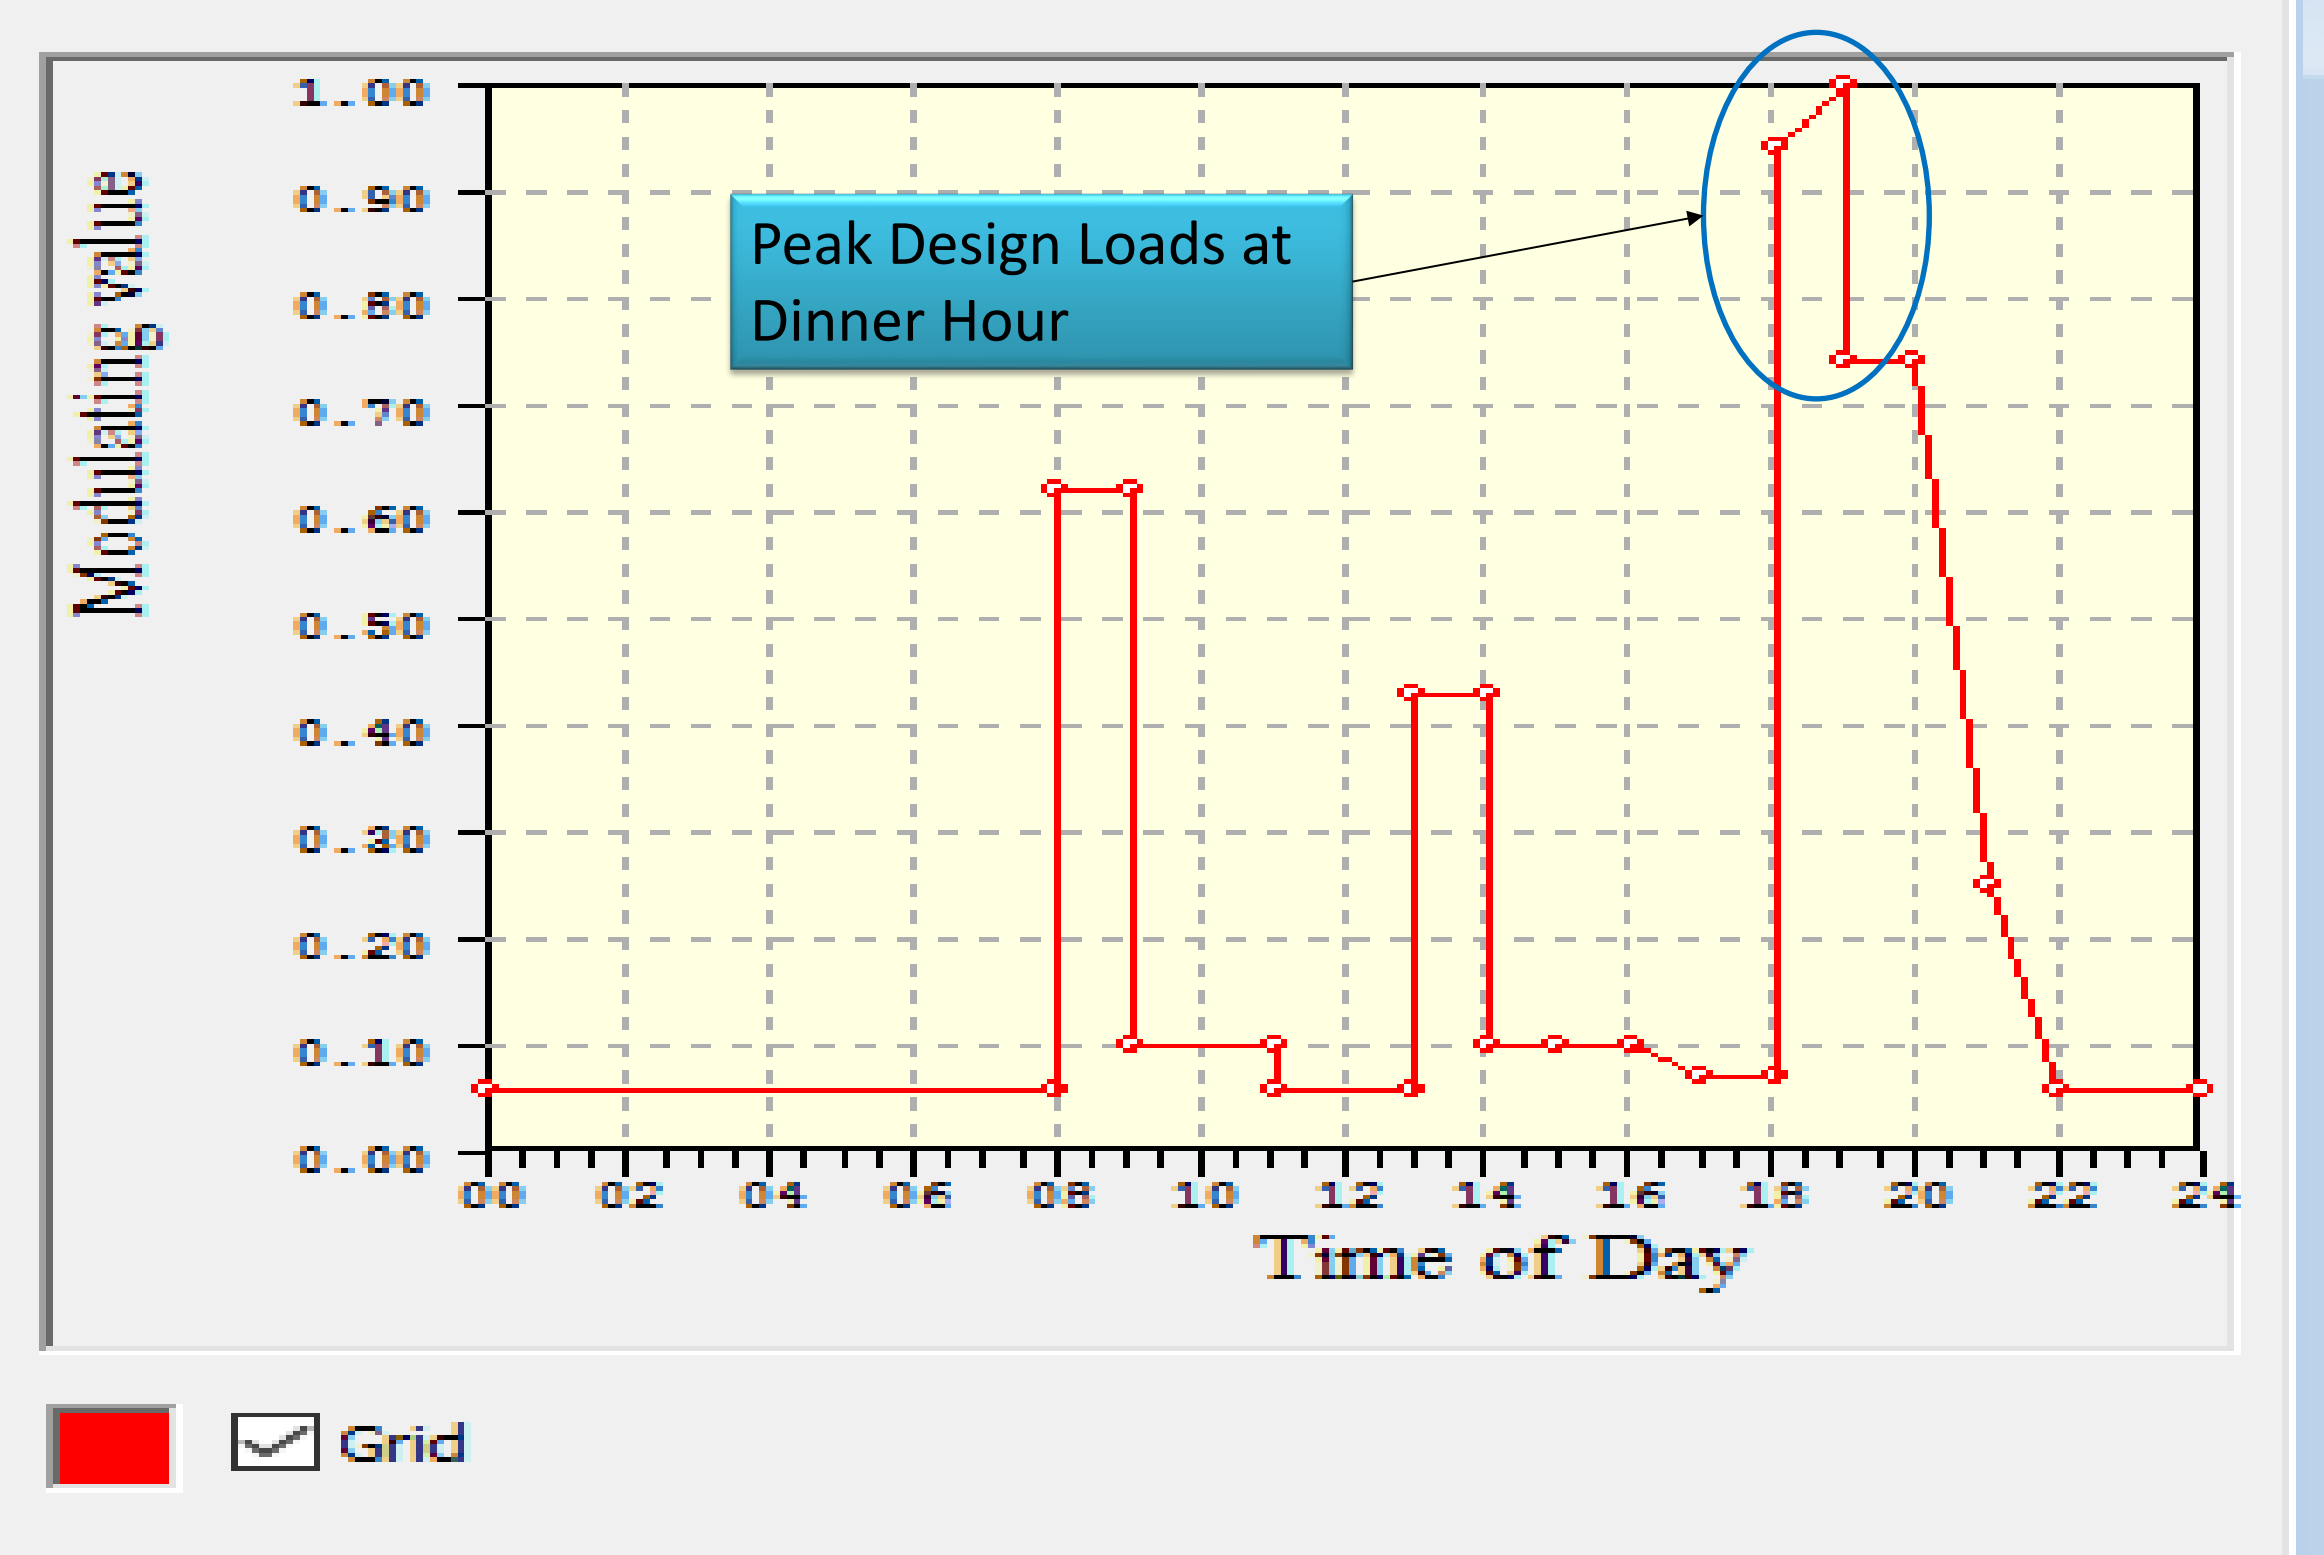 1.00
0.90
0.80
0.70
0.60
0.50
0.40
0.30
0.20
0.10
0.00
Modulating value
Peak Design Loads at
Dinner Hour
00 02 04 06 08 10 12 14 16 18 20 22 24
Time of Day
Grid